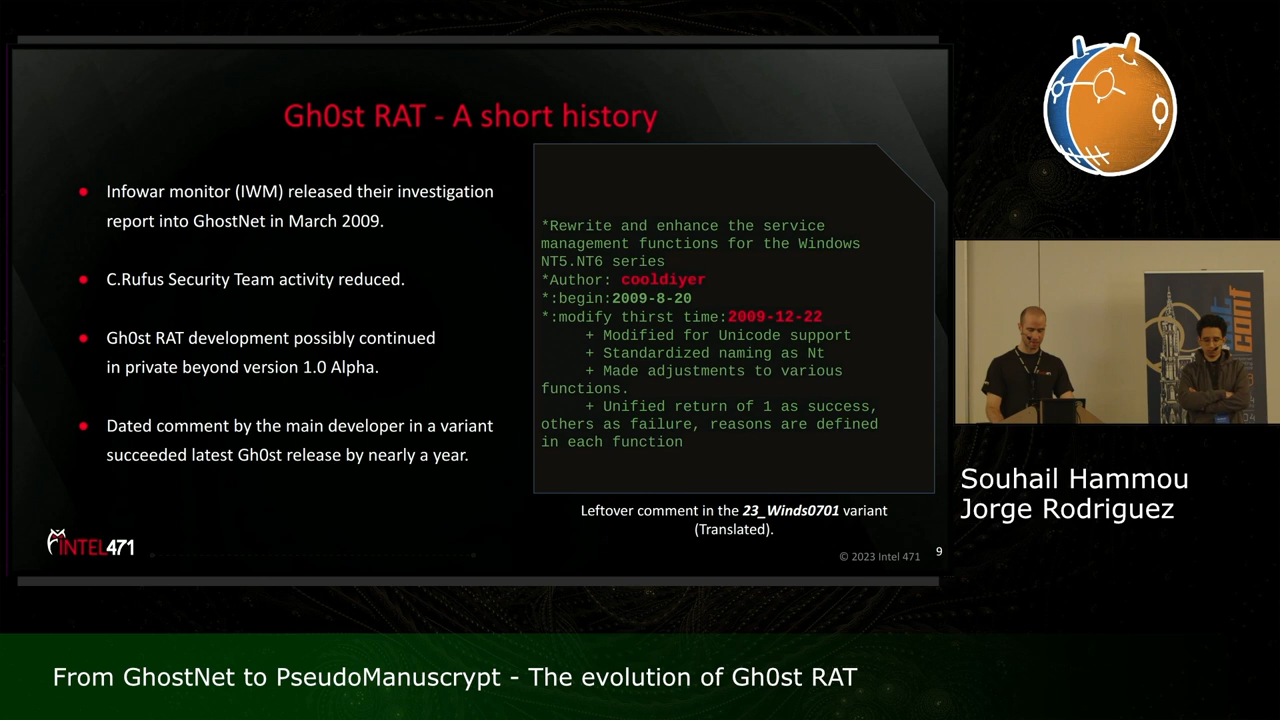 Gh0st RAT - A short history
Infowar monitor (IWM) released their investigation
report into GhostNet in March 2009.
C.Rufus Security Team activity reduced.
Gh0st RAT development possibly continued
in private beyond version 1.0 Alpha.
Dated comment by the main developer in a variant
succeeded latest Gh0st release by nearly a year.
*Rewrite and enhance the service
management functions for the Windows
NT5.NT6 series
*Author: cooldiyer
*:begin:2009-8-20
*:modify thirst time:2009-12-22
+ Modified for Unicode support
+ Standardized naming as Nt
+ Made adjustments to various
functions.
+ Unified return of 1 as success,
others as failure, reasons are defined
in each function
Leftover comment in the 23_Winds0701 variant
(Translated).
INTEL471
© 2023 Intel 471
9
conf
Souhail Hammou
Jorge Rodriguez
From GhostNet to PseudoManuscrypt - The evolution of Gh0st RAT